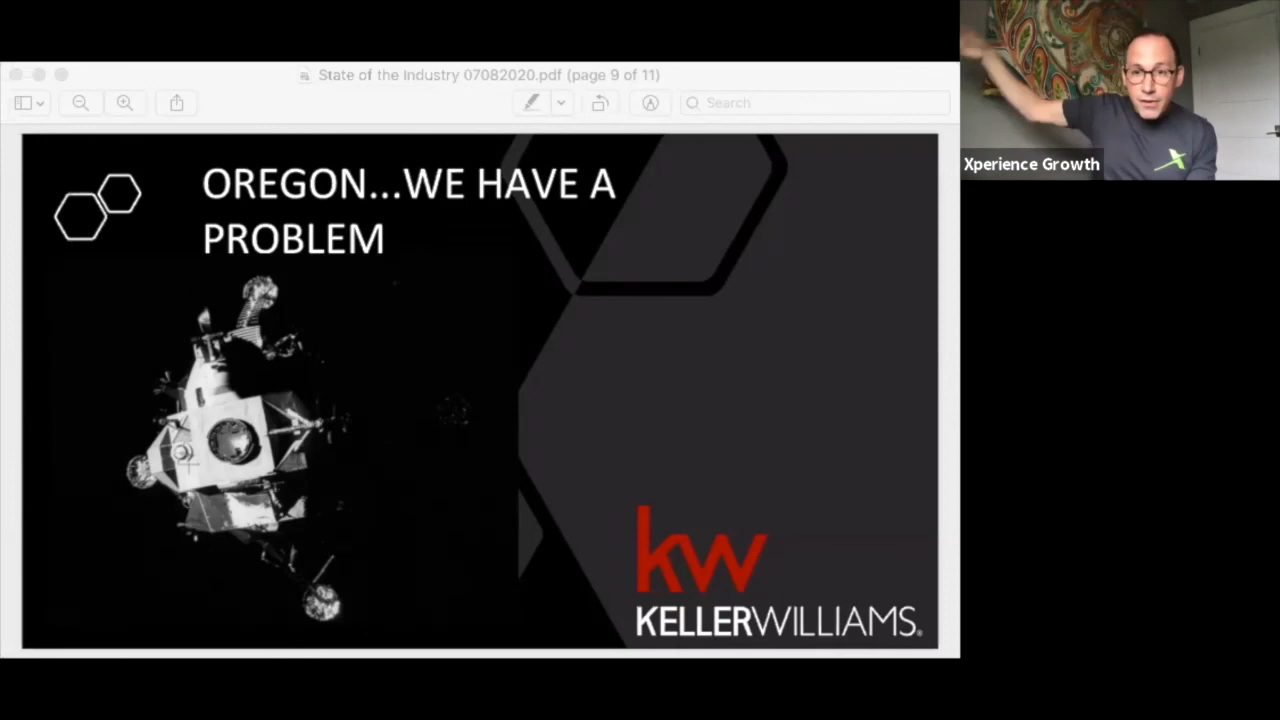 State of the Industry 07082020.pdf (page 9 of 11)
Search
OREGON...WE HAVE A
PROBLEM
kw
KELLERWILLIAMS®
Xperience Growth